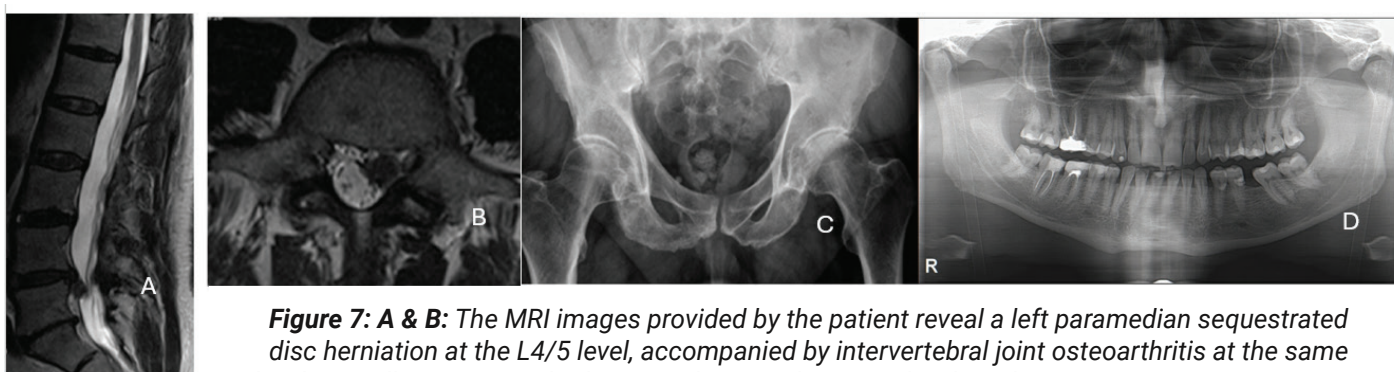 A
B
C
D
R
Figure 7: A & B: The MRI images provided by the patient reveal a left paramedian sequestrated
disc herniation at the L4/5 level, accompanied by intervertebral joint osteoarthritis at the same